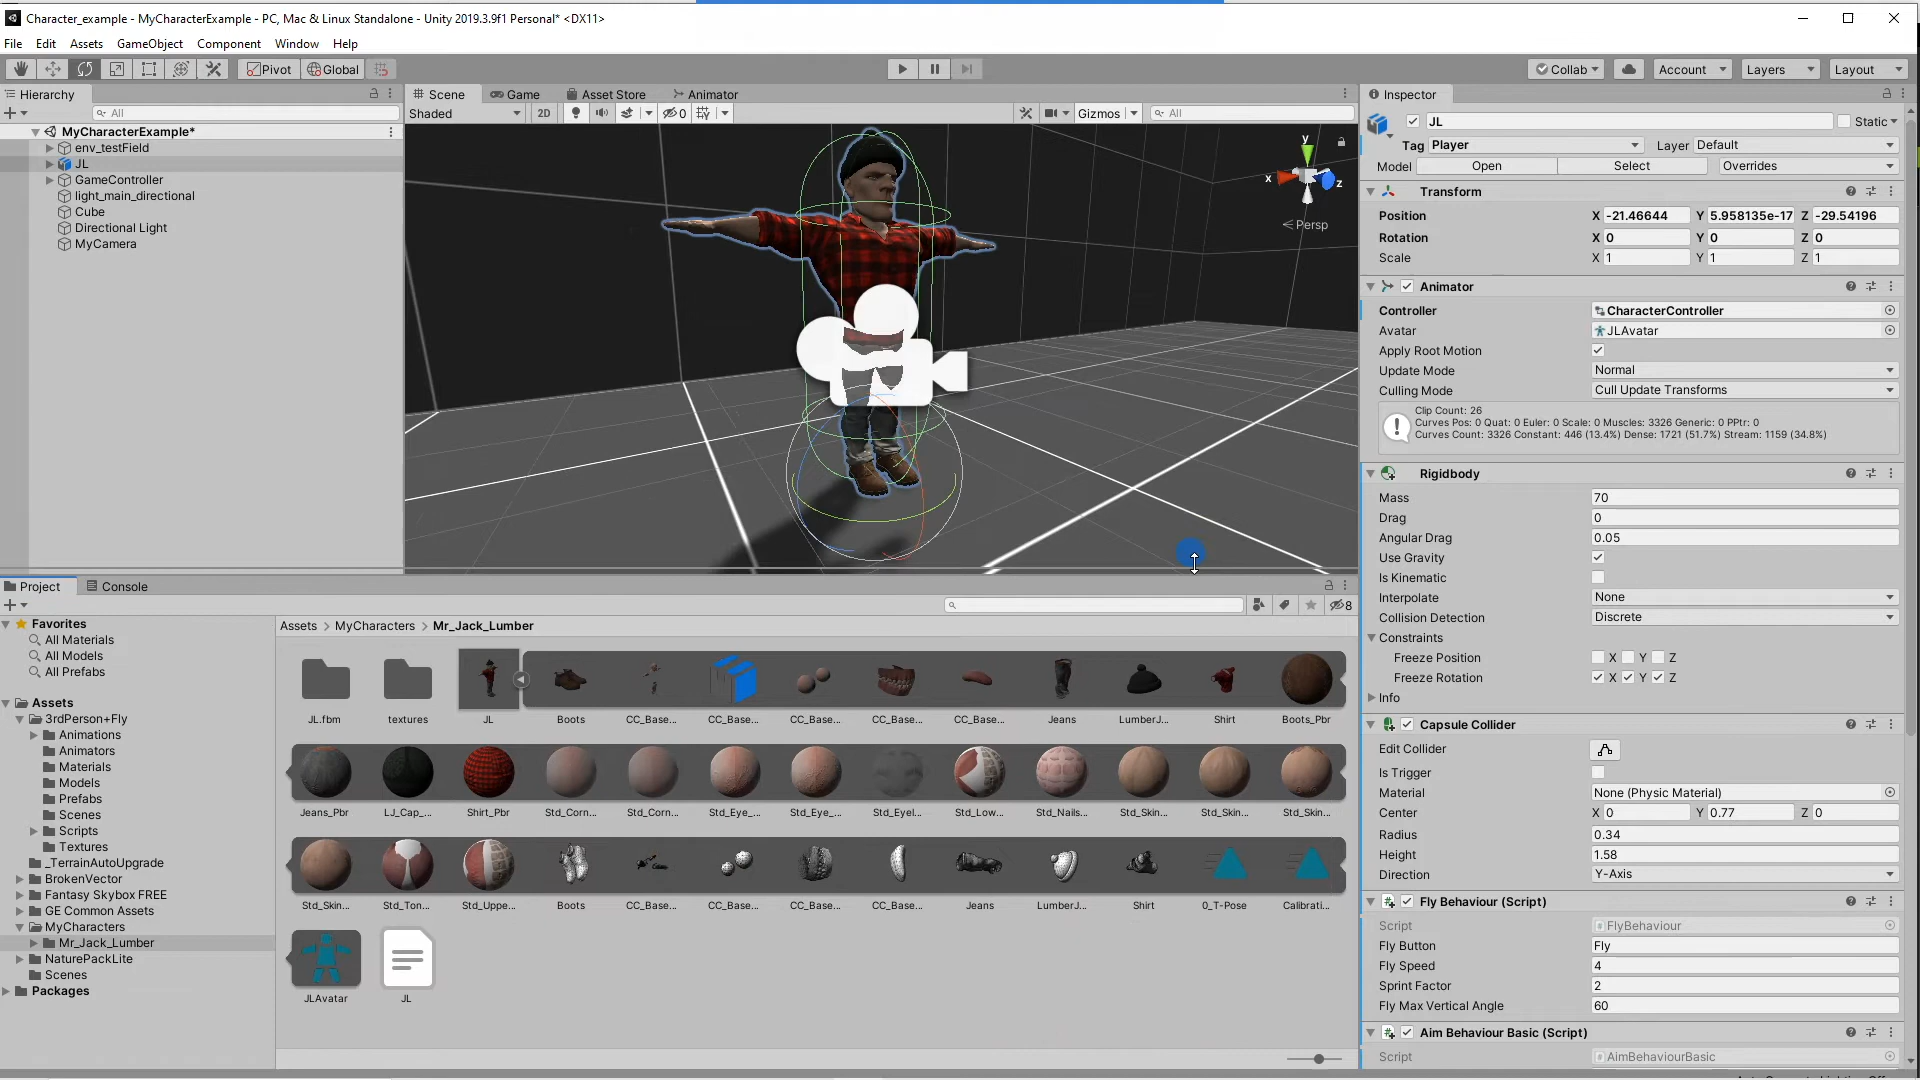 Character_example - MyCharacterExample - PC, Mac & Linux Standalone - Unity 2019.3.9f1 Personal* <DX11>
File Edit Assets GameObject Component Window Help
Pivot Global Collab Account Layers Layout
Hierarchy
All
MyCharacterExample*
env_testField
JL
GameController
light_main_directional
Cube
Directional Light
MyCamera
Scene Game Asset Store Animator
Shaded 2D 0 Gizmos All
y
x
z
Persp
Inspector
JL Static
Tag Player Layer Default
Model Open Select Overrides
Transform
Position X -21.46644 Y 5.958135e-17 Z -29.54196
Rotation X 0 Y 0 Z 0
Scale X 1 Y 1 Z 1
Animator
Controller CharacterController
Avatar JLAvatar
Apply Root Motion
Update Mode Normal
Culling Mode Cull Update Transforms
Clip Count: 26
Curves Pos: 0 Quat: 0 Euler: 0 Scale: 0 Muscles: 3326 Generic: 0 PPtr: 0
Curves Count: 3326 Constant: 446 (13.4%) Dense: 1721 (51.7%) Stream: 1159 (34.8%)
Rigidbody
Mass 70
Drag 0
Angular Drag 0.05
Use Gravity
Is Kinematic
Interpolate None
Collision Detection Discrete
Constraints
Freeze Position X Y Z
Freeze Rotation X Y Z
Info
Capsule Collider
Edit Collider
Is Trigger
Material None (Physic Material)
Center X 0 Y 0.77 Z 0
Radius 0.34
Height 1.58
Direction Y-Axis
Fly Behaviour (Script)
Script FlyBehaviour
Fly Button Fly
Fly Speed 4
Sprint Factor 2
Fly Max Vertical Angle 60
Aim Behaviour Basic (Script)
Script AimBehaviourBasic
Project Console
8
Favorites
All Materials
All Models
All Prefabs
Assets
3rdPerson+Fly
Animations
Animators
Materials
Models
Prefabs
Scenes
Scripts
Textures
_TerrainAutoUpgrade
BrokenVector
Fantasy Skybox FREE
GE Common Assets
MyCharacters
Mr_Jack_Lumber
NaturePackLite
Scenes
Packages
Assets > MyCharacters > Mr_Jack_Lumber
JL.fbm textures JL Boots CC_Base... CC_Base... CC_Base... CC_Base... CC_Base... Jeans LumberJ... Shirt Boots_Pbr
Jeans_Pbr LJ_Cap_... Shirt_Pbr Std_Corn... Std_Corn... Std_Eye_... Std_Eye_... Std_Eyel... Std_Low... Std_Nails... Std_Skin... Std_Skin... Std_Skin...
Std_Skin... Std_Ton... Std_Uppe... Boots CC_Base... CC_Base... CC_Base... CC_Base... Jeans LumberJ... Shirt 0_T-Pose Calibrati...
JLAvatar JL